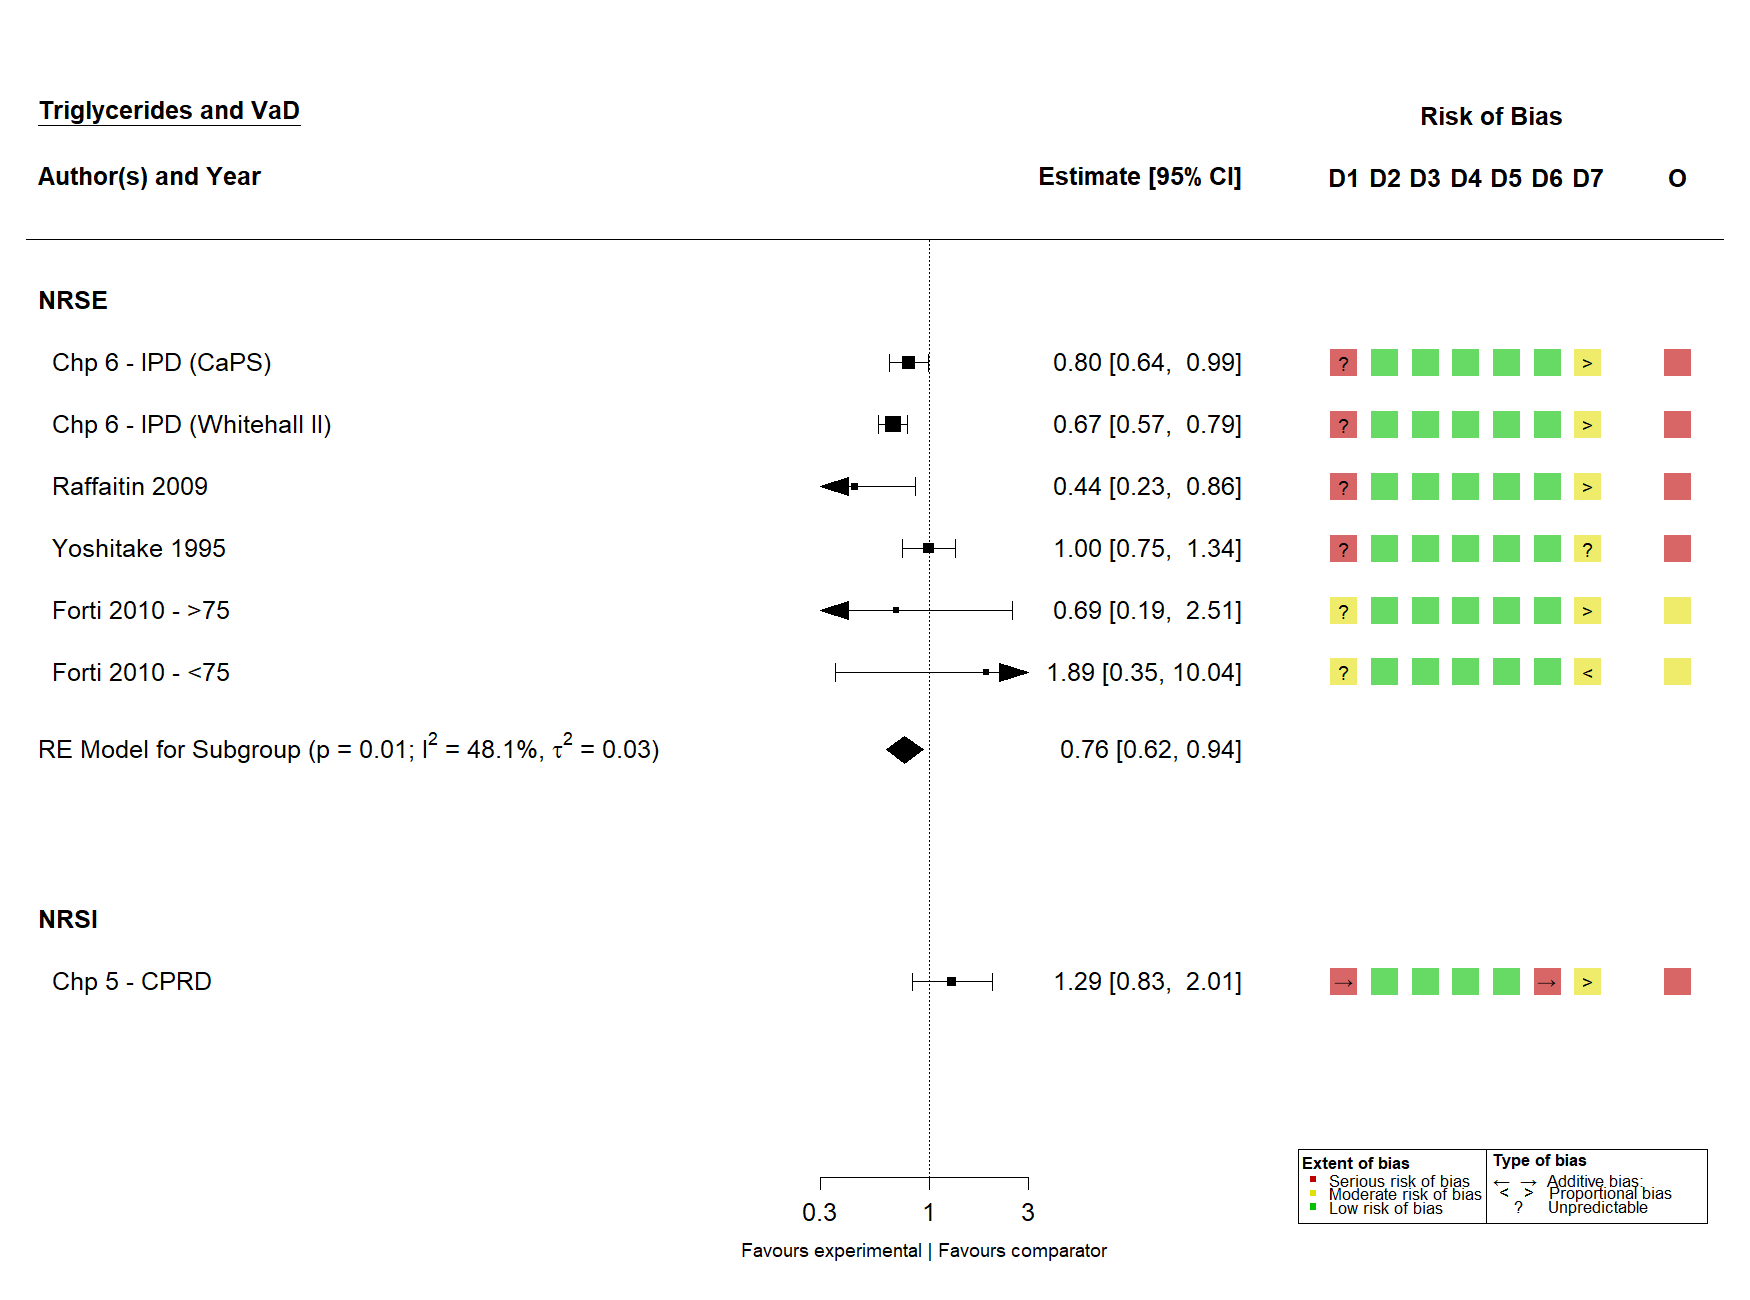 Triglycerides and VaD
Risk of Bias
Author(s) and Year Estimate [95% CI] D1 D2 D3 D4 D5 D6 D7 O
NRSE
Chp 6 - IPD (CaPS) 0.80 [0.64, 0.99] ? > 
Chp 6 - IPD (Whitehall II) 0.67 [0.57, 0.79] ? >
Raffaitin 2009 0.44 [0.23, 0.86] ? >
Yoshitake 1995 1.00 [0.75, 1.34] ? ?
Forti 2010 - >75 0.69 [0.19, 2.51] ? >
Forti 2010 - <75 1.89 [0.35, 10.04] ? <
RE Model for Subgroup (p = 0.01; I² = 48.1%, τ² = 0.03) 0.76 [0.62, 0.94]
NRSI
Chp 5 - CPRD 1.29 [0.83, 2.01] → → >
0.3 1 3
Favours experimental | Favours comparator
Extent of bias
Serious risk of bias
Moderate risk of bias
Low risk of bias
Type of bias
← → Additive bias:
< > Proportional bias
? Unpredictable